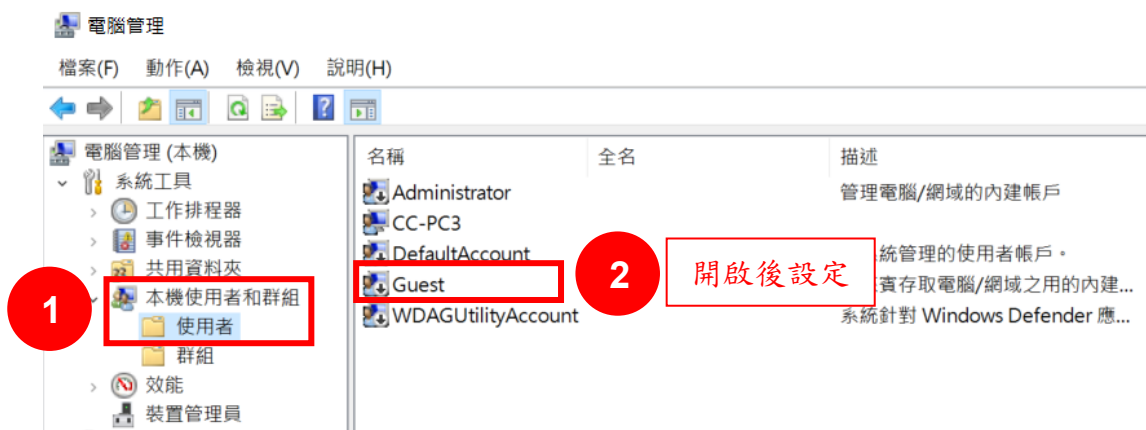 電腦管理
檔案(F) 動作(A) 檢視(V) 說明(H)
電腦管理 (本機)
系統工具
工作排程器
事件檢視器
共用資料夾
1
本機使用者和群組
使用者
群組
效能
裝置管理員
名稱 全名 描述
Administrator 管理電腦/網域的內建帳戶
CC-PC3
DefaultAccount 統管理的使用者帳戶。
Guest 賓存取電腦/網域之用的內建...
WDAGUtilityAccount 系統針對 Windows Defender 應...
2
開啟後設定